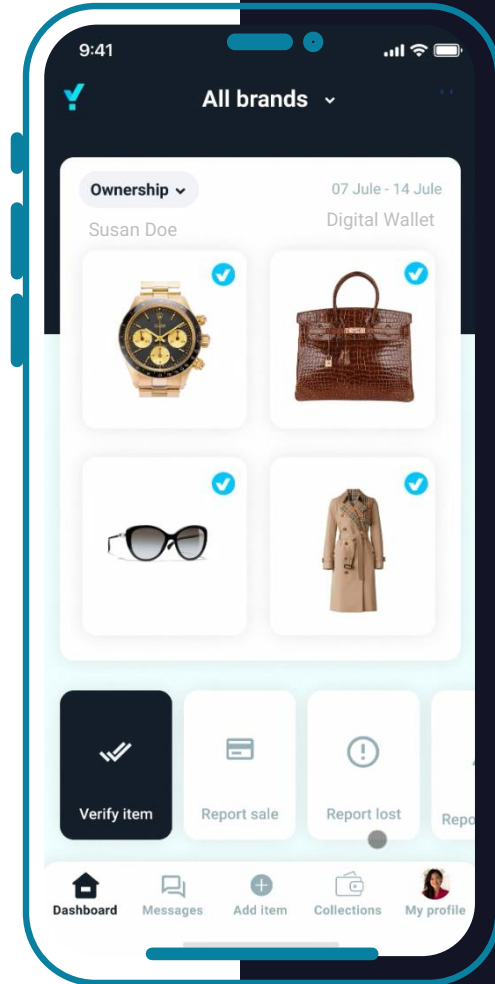 9:41
All brands
Ownership
07 Jule - 14 Jule
Susan Doe
Digital Wallet
Verify item
Report sale
Report lost
Repo
Dashboard
Messages
Add item
Collections
My profile